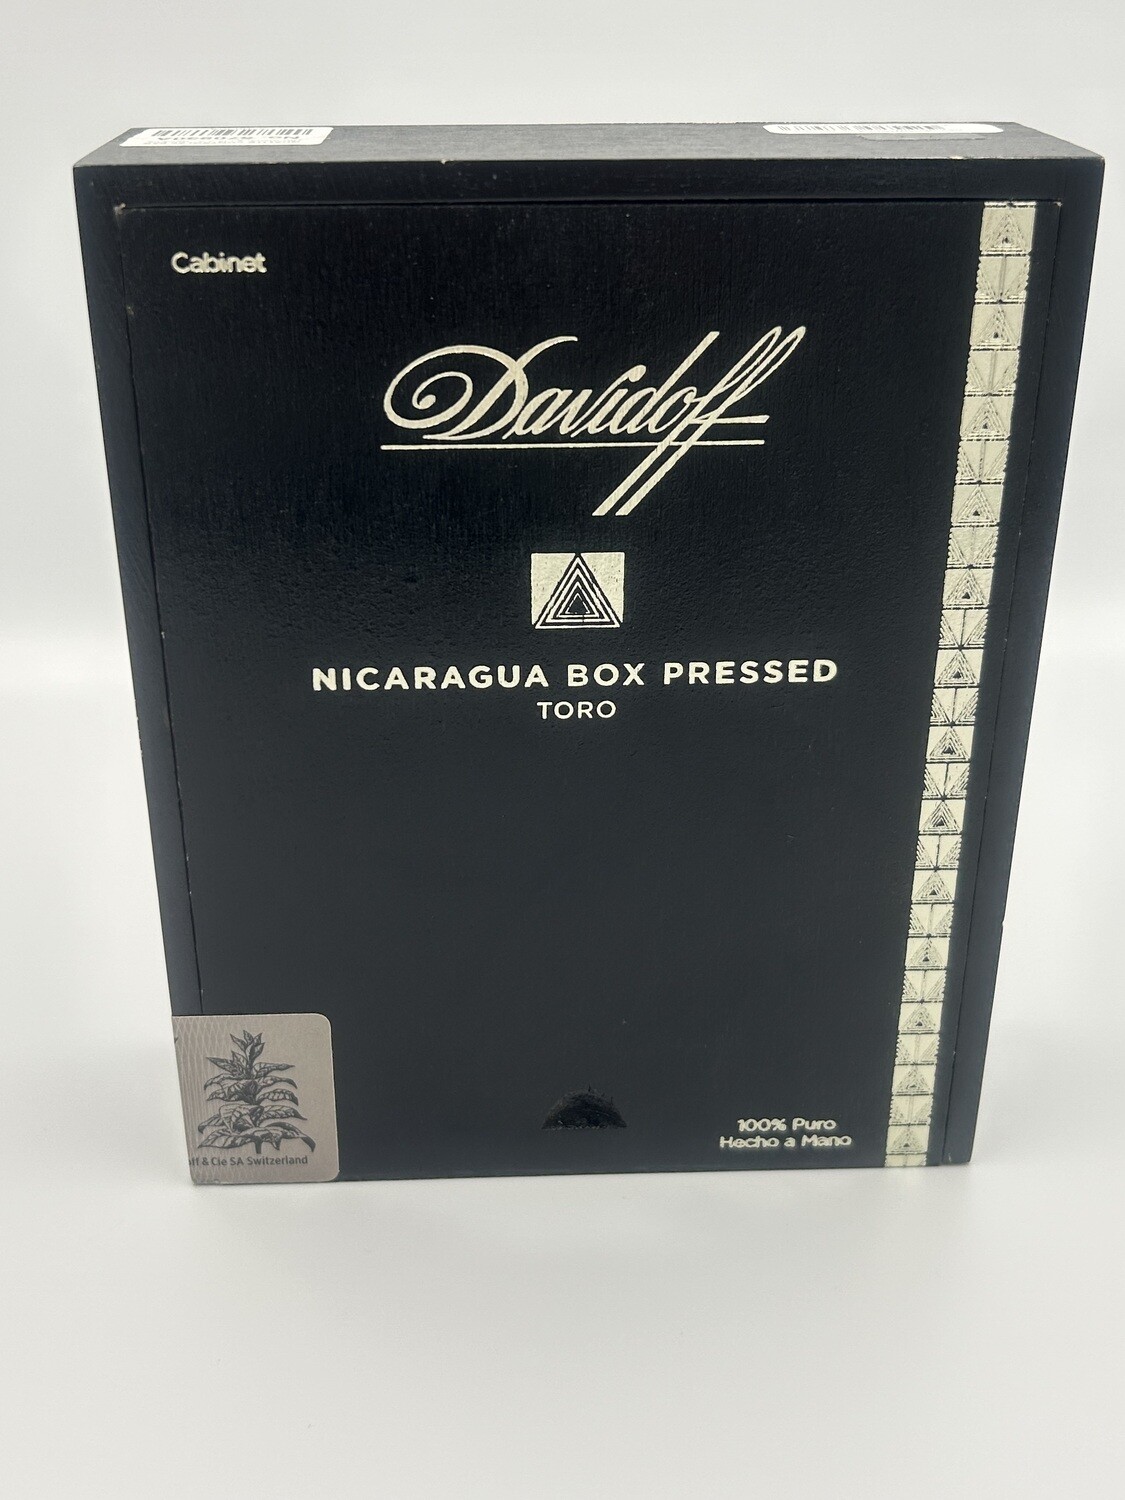 Cabinet
Davidoff
NICARAGUA BOX PRESSED
TORO
100% Puro
Hecho a Mano
ff & Cie SA Switzerland